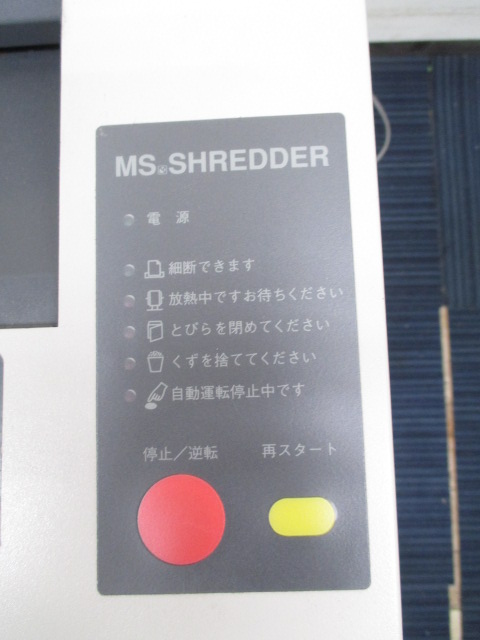 MS SHREDDER
電 源
細断できます
放熱中ですお待ちください
とびらを閉めてください
くずを捨ててください
自動運転停止中です
停止／逆転
再スタート